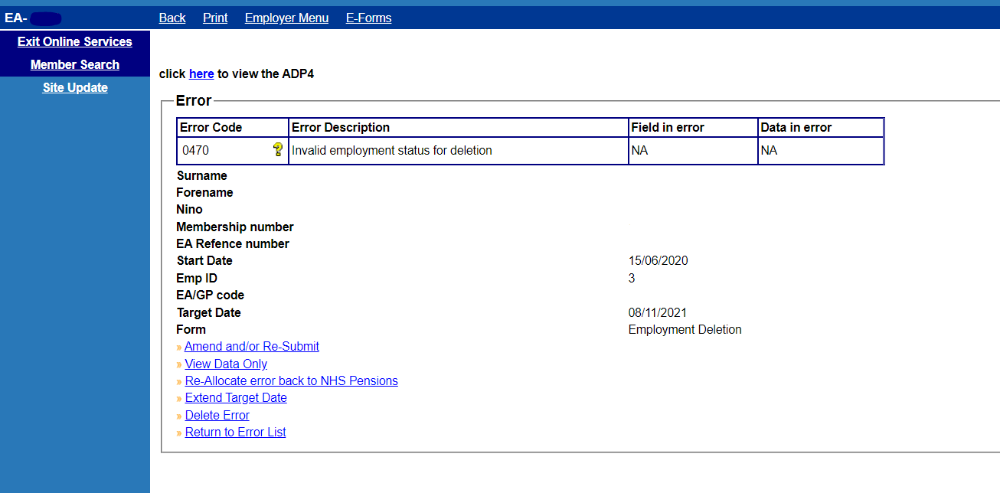 EA-
Back Print Employer Menu E-Forms
Exit Online Services
Member Search
Site Update
click here to view the ADP4
Error
Error Code Error Description Field in error Data in error
0470 ? Invalid employment status for deletion NA NA
Surname
Forename
Nino
Membership number
EA Refence number
Start Date 15/06/2020
Emp ID 3
EA/GP code
Target Date 08/11/2021
Form Employment Deletion
» Amend and/or Re-Submit
» View Data Only
» Re-Allocate error back to NHS Pensions
» Extend Target Date
» Delete Error
» Return to Error List